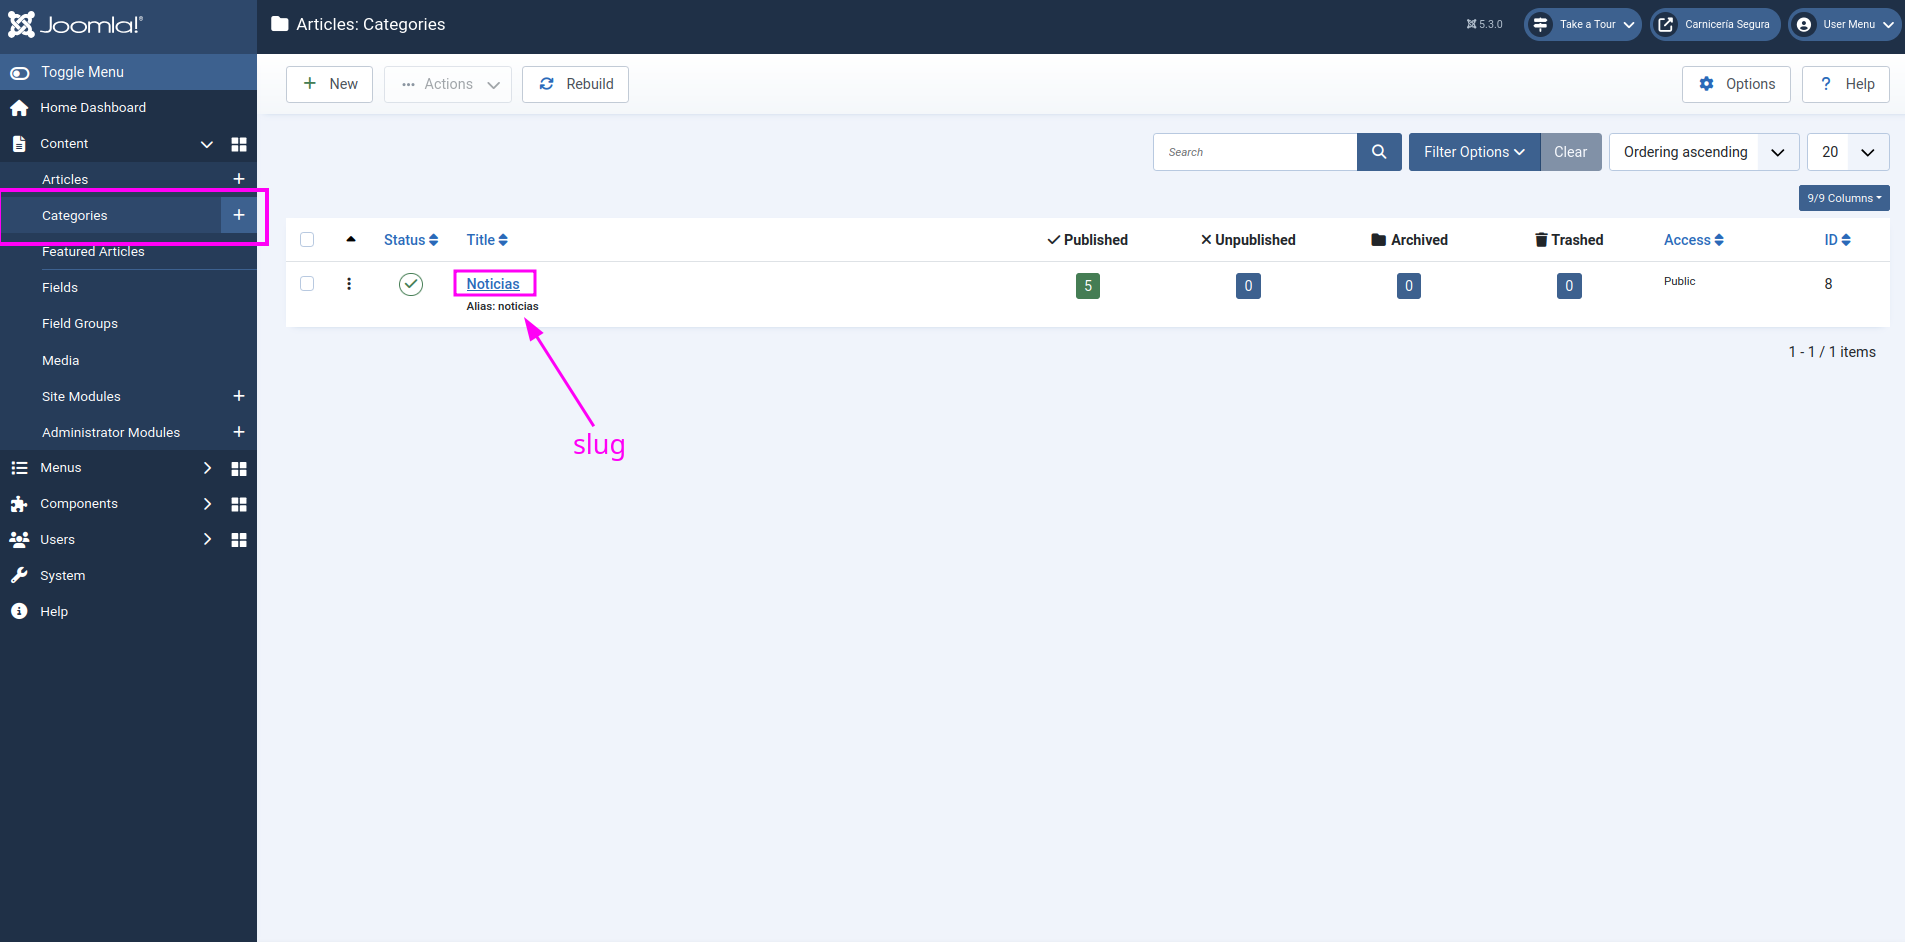 Joomla!
Articles: Categories
5.3.0
Take a Tour
Carnicería Segura
User Menu
Toggle Menu
New
Actions
Rebuild
Options
Help
Home Dashboard
Content
Articles
Categories
Featured Articles
Fields
Field Groups
Media
Site Modules
Administrator Modules
Menus
Components
Users
System
Help
Search
Filter Options
Clear
Ordering ascending
20
9/9 Columns
Status
Title
Published
Unpublished
Archived
Trashed
Access
ID
Noticias
5
0
0
0
Public
8
Alias: noticias
1 - 1 / 1 items
slug